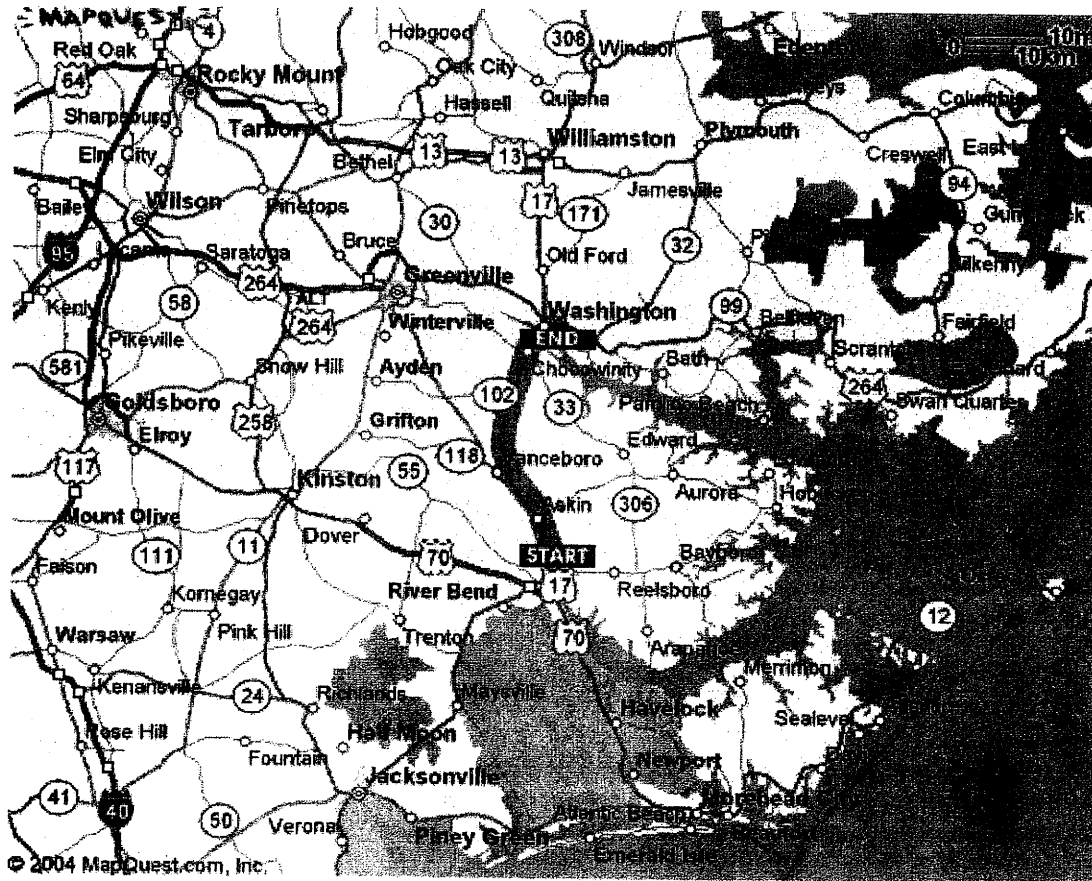 MAPQUEST
4
Hobgood
308
Windsor
10km
Red Oak
64
Rocky Mount
Oak City
Quitsna
Sharpsburg
Hassell
Tarboro
Williamston
Plymouth
Elm City
Bethel
13
13
Creswell
Bailey
Wilson
Pinetops
Jamesville
17
171
94
30
32
95
Saratoga
Bruce
Old Ford
264
Greenville
Kenly
58
ALT
264
Winterville
Washington
99
Fairfield
Pikeville
END
581
Snow Hill
Ayden
Chocowinity
Bath
264
102
33
Swan Quarter
Goldsboro
258
Grifton
Elroy
118
Edward
117
Kinston
55
Aurora
Askin
306
Mount Olive
Dover
111
11
70
START
Faison
River Bend
17
Reelsboro
Kornegay
12
Pink Hill
Trenton
70
Warsaw
Merrimon
Kenansville
24
Richlands
Maysville
Havelock
Sealevel
Rose Hill
Half Moon
Fountain
Newport
Jacksonville
41
40
50
Verona
Piney Green
Atlantic Beach
Emerald Isle
© 2004 MapQuest.com, Inc.